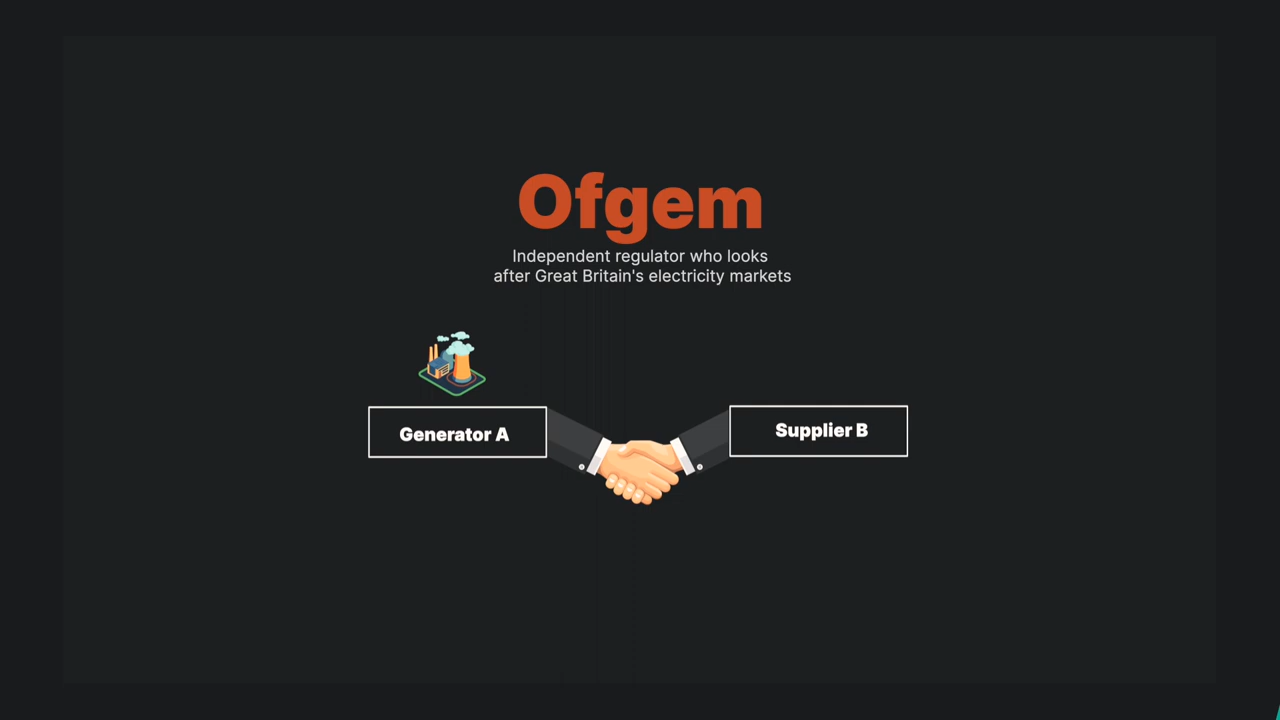 Ofgem
Independent regulator who looks
after Great Britain's electricity markets
Generator A
Supplier B